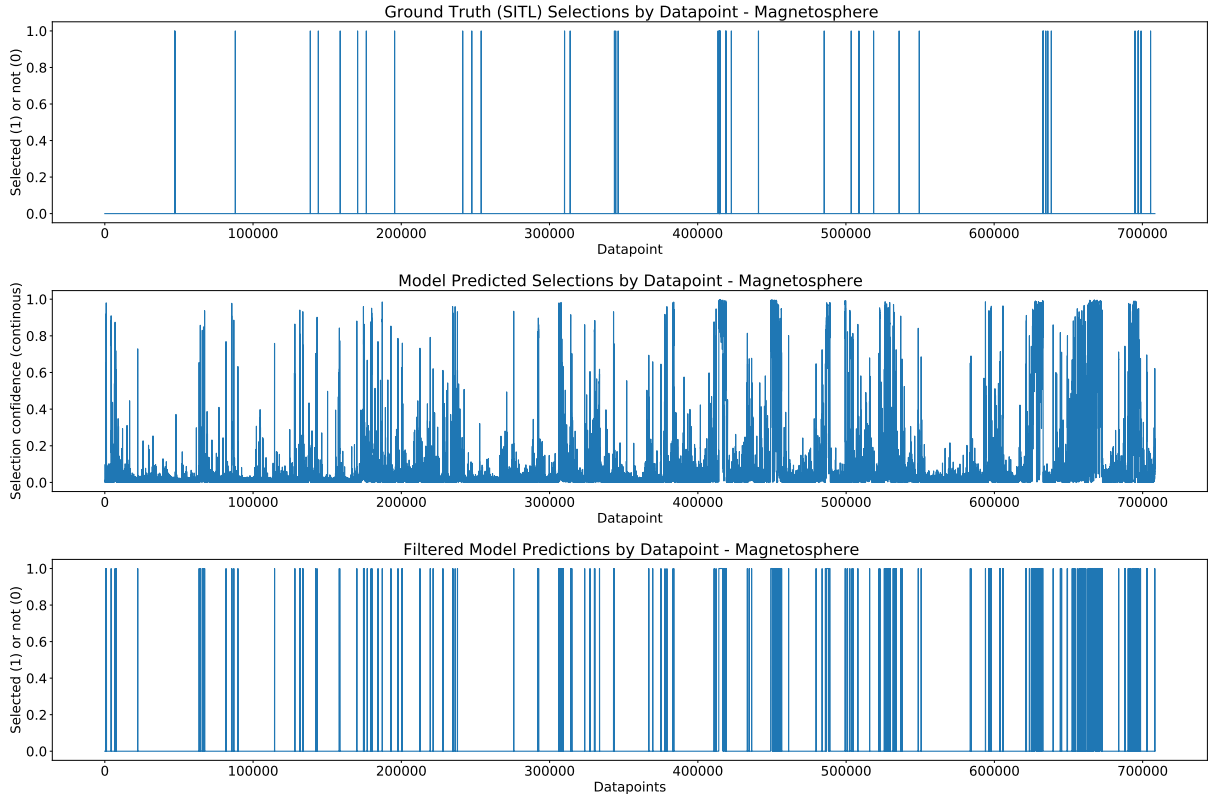 Ground Truth (SITL) Selections by Datapoint - Magnetosphere
Selected (1) or not (0)
1.0
0.8
0.6
0.4
0.2
0.0
0 100000 200000 300000 400000 500000 600000 700000
Datapoint
Model Predicted Selections by Datapoint - Magnetosphere
Selection confidence (continous)
1.0
0.8
0.6
0.4
0.2
0.0
0 100000 200000 300000 400000 500000 600000 700000
Datapoint
Filtered Model Predictions by Datapoint - Magnetosphere
Selected (1) or not (0)
1.0
0.8
0.6
0.4
0.2
0.0
0 100000 200000 300000 400000 500000 600000 700000
Datapoints